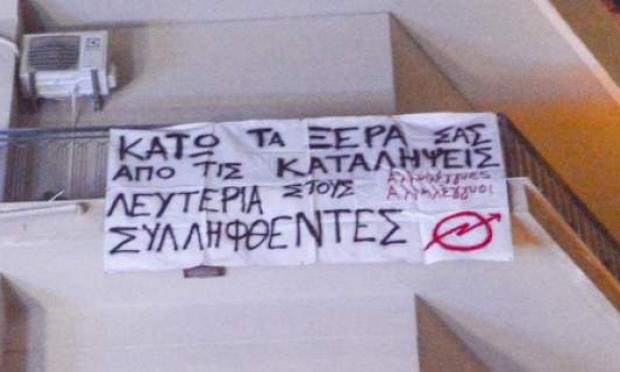 ΚΑΤΩ ΤΑ ΞΕΡΑ ΣΑΣ
ΑΠΟ ΤΙΣ ΚΑΤΑΛΗΨΕΙΣ
ΛΕΥΤΕΡΙΑ ΣΤΟΥΣ
Αλληλέγγυες
Αλληλέγγυοι
ΣΥΛΛΗΦΘΕΝΤΕΣ